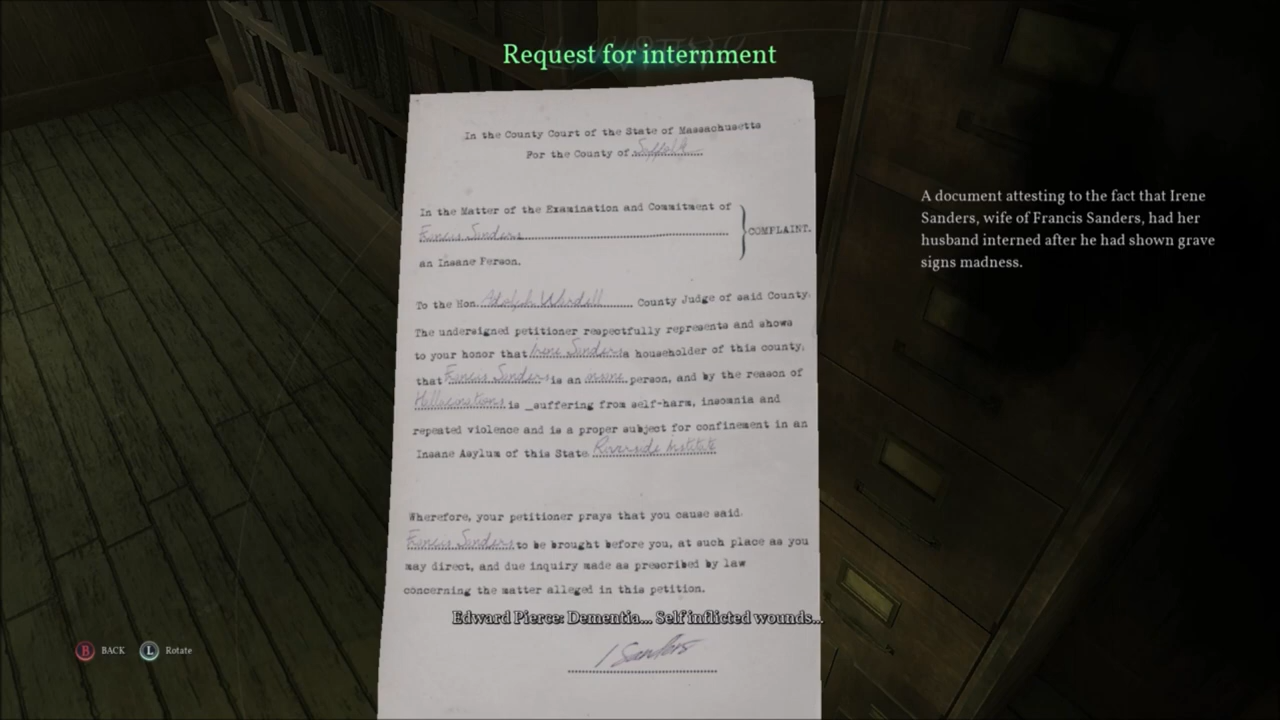 Request for internment
In the County Court of the State of Massachusetts
For the County of Suffolk
In the Matter of the Examination and Commitment of
Francis Sanders
COMPLAINT.
an Insane Person.
To the Hon. County Judge of said County.
The undersigned petitioner respectfully represents and shows
to your honor that Irene Sanders a householder of this county,
that Francis Sanders is an insane person, and by the reason of
Hallucinations is _suffering from self-harm, insomnia and
repeated violence and is a proper subject for confinement in an
Insane Asylum of this State Riverside Institute
Wherefore, your petitioner prays that you cause said.
Francis Sanders to be brought before you, at such place as you
may direct, and due inquiry made as prescribed by law
concerning the matter alleged in this petition.
I Sanders
A document attesting to the fact that Irene
Sanders, wife of Francis Sanders, had her
husband interned after he had shown grave
signs madness.
Edward Pierce: Dementia... Self inflicted wounds...
B BACK L Rotate